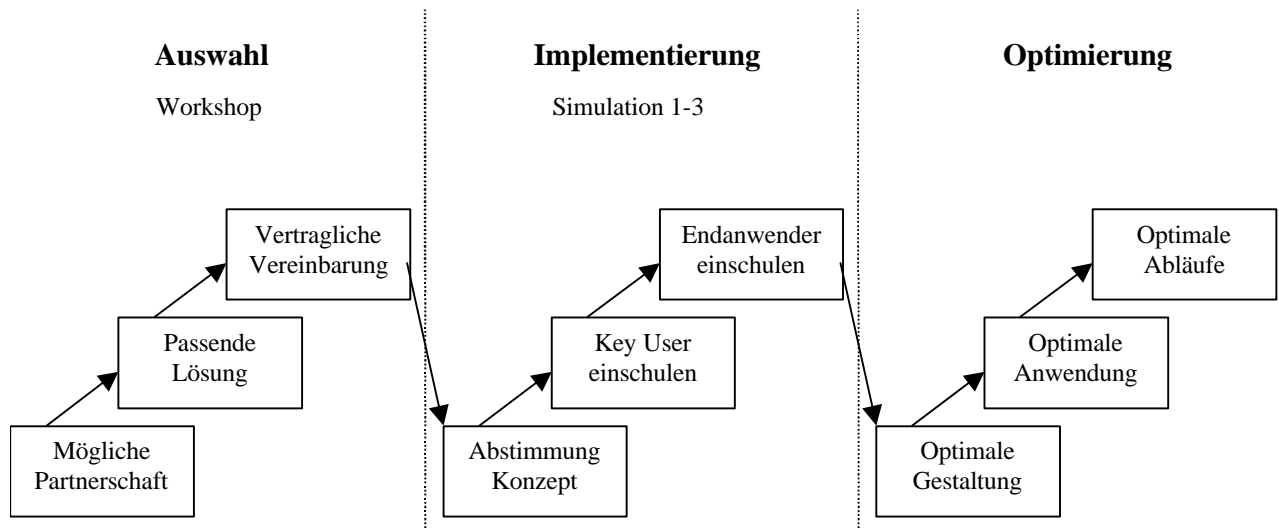 Auswahl
Workshop
Vertragliche
Vereinbarung
Passende
Lösung
Mögliche
Partnerschaft
Implementierung
Simulation 1-3
Endanwender
einschulen
Key User
einschulen
Abstimmung
Konzept
Optimierung
Optimale
Abläufe
Optimale
Anwendung
Optimale
Gestaltung